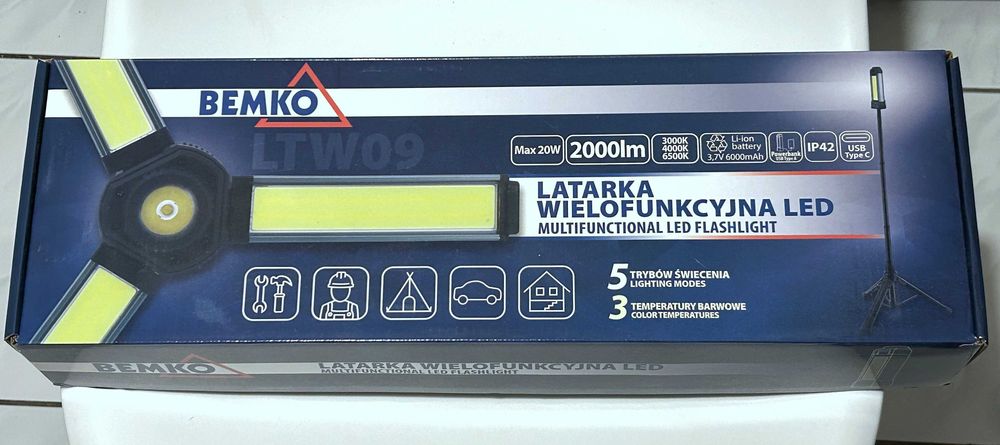 BEMKO
LTW09
Max 20W
2000lm
3000K
4000K
6500K
Li-ion
battery
3,7V 6000mAh
Powerbank
USB Type A
IP42
USB
Type C
LATARKA
WIELOFUNKCYJNA LED
MULTIFUNCTIONAL LED FLASHLIGHT
5 TRYBÓW ŚWIECENIA
LIGHTING MODES
3 TEMPERATURY BARWOWE
COLOR TEMPERATURES
BEMKO
LATARKA WIELOFUNKCYJNA LED
MULTIFUNCTIONAL LED FLASHLIGHT